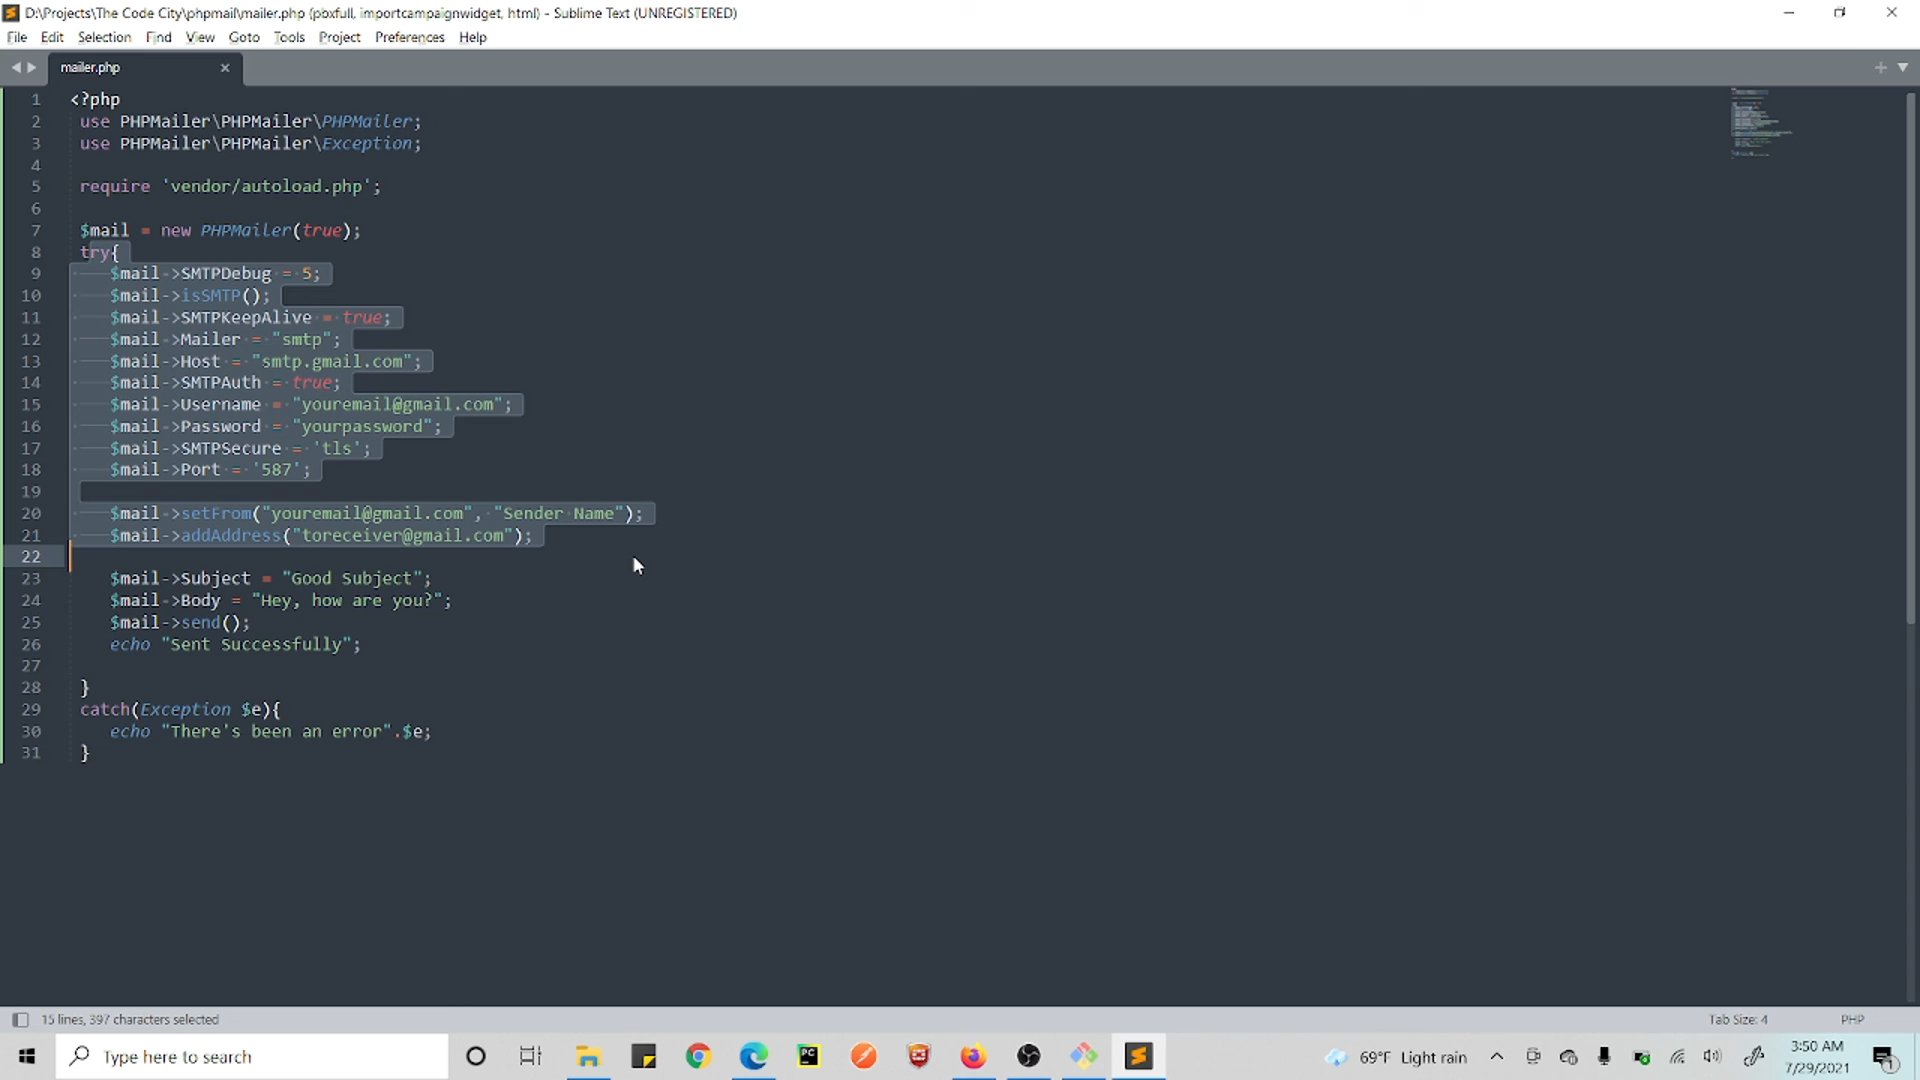 D:\Projects\The Code City\phpmail\mailer.php (pbxfull, importcampaignwidget, html) - Sublime Text (UNREGISTERED)
File Edit Selection Find View Goto Tools Project Preferences Help
mailer.php
1 <?php
2 use PHPMailer\PHPMailer\PHPMailer;
3 use PHPMailer\PHPMailer\Exception;
4
5 require 'vendor/autoload.php';
6
7 $mail = new PHPMailer(true);
8 try{
9 $mail->SMTPDebug = 5;
10 $mail->isSMTP();
11 $mail->SMTPKeepAlive = true;
12 $mail->Mailer = "smtp";
13 $mail->Host = "smtp.gmail.com";
14 $mail->SMTPAuth = true;
15 $mail->Username = "youremail@gmail.com";
16 $mail->Password = "yourpassword";
17 $mail->SMTPSecure = 'tls';
18 $mail->Port = '587';
19
20 $mail->setFrom("youremail@gmail.com", "Sender Name");
21 $mail->addAddress("toreceiver@gmail.com");
22
23 $mail->Subject = "Good Subject";
24 $mail->Body = "Hey, how are you?";
25 $mail->send();
26 echo "Sent Successfully";
27
28 }
29 catch(Exception $e){
30 echo "There's been an error".$e;
31 }
15 lines, 397 characters selected
Tab Size: 4 PHP
Type here to search
PC
69°F Light rain
3:50 AM
7/29/2021
1